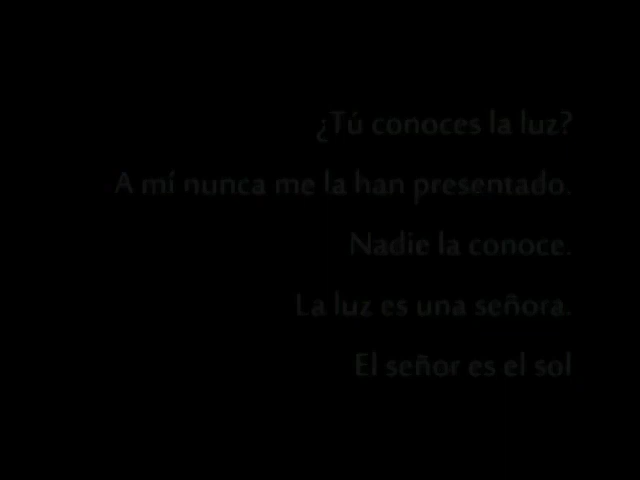 ¿Tú conoces la luz?
A mí nunca me la han presentado.
Nadie la conoce.
La luz es una señora.
El señor es el sol